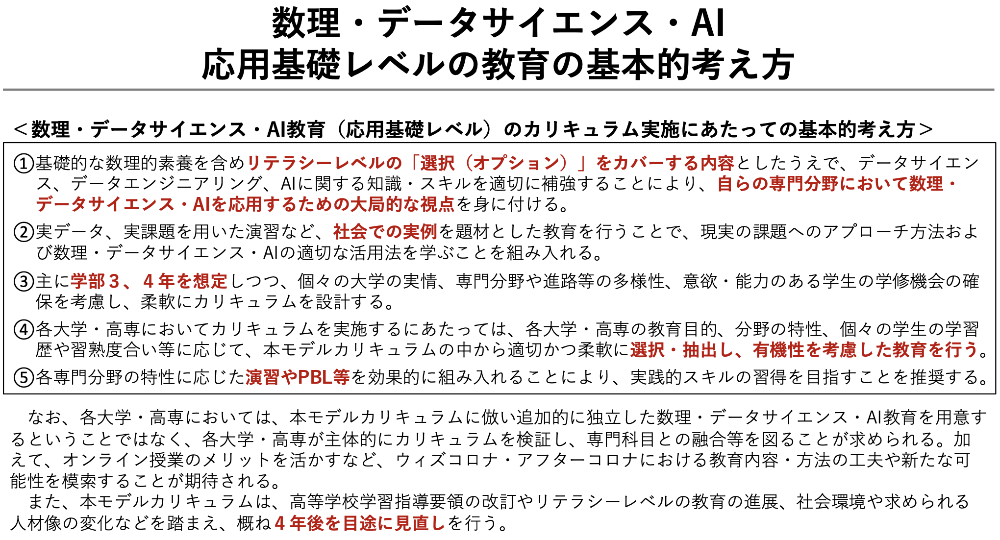 数理・データサイエンス・AI
応用基礎レベルの教育の基本的考え方
＜数理・データサイエンス・AI教育（応用基礎レベル）のカリキュラム実施にあたっての基本的考え方＞
①基礎的な数理的素養を含めリテラシーレベルの「選択（オプション）」をカバーする内容としたうえで、データサイエン
ス、データエンジニアリング、AIに関する知識・スキルを適切に補強することにより、自らの専門分野において数理・
データサイエンス・AIを応用するための大局的な視点を身に付ける。
②実データ、実課題を用いた演習など、社会での実例を題材とした教育を行うことで、現実の課題へのアプローチ方法およ
び数理・データサイエンス・AIの適切な活用法を学ぶことを組み入れる。
③主に学部３、４年を想定しつつ、個々の大学の実情、専門分野や進路等の多様性、意欲・能力のある学生の学修機会の確
保を考慮し、柔軟にカリキュラムを設計する。
④各大学・高専においてカリキュラムを実施するにあたっては、各大学・高専の教育目的、分野の特性、個々の学生の学習
歴や習熟度合い等に応じて、本モデルカリキュラムの中から適切かつ柔軟に選択・抽出し、有機性を考慮した教育を行う。
⑤各専門分野の特性に応じた演習やPBL等を効果的に組み入れることにより、実践的スキルの習得を目指すことを推奨する。
なお、各大学・高専においては、本モデルカリキュラムに倣い追加的に独立した数理・データサイエンス・AI教育を用意す
るということではなく、各大学・高専が主体的にカリキュラムを検証し、専門科目との融合等を図ることが求められる。加
えて、オンライン授業のメリットを活かすなど、ウィズコロナ・アフターコロナにおける教育内容・方法の工夫や新たな可
能性を模索することが期待される。
また、本モデルカリキュラムは、高等学校学習指導要領の改訂やリテラシーレベルの教育の進展、社会環境や求められる
人材像の変化などを踏まえ、概ね４年後を目途に見直しを行う。